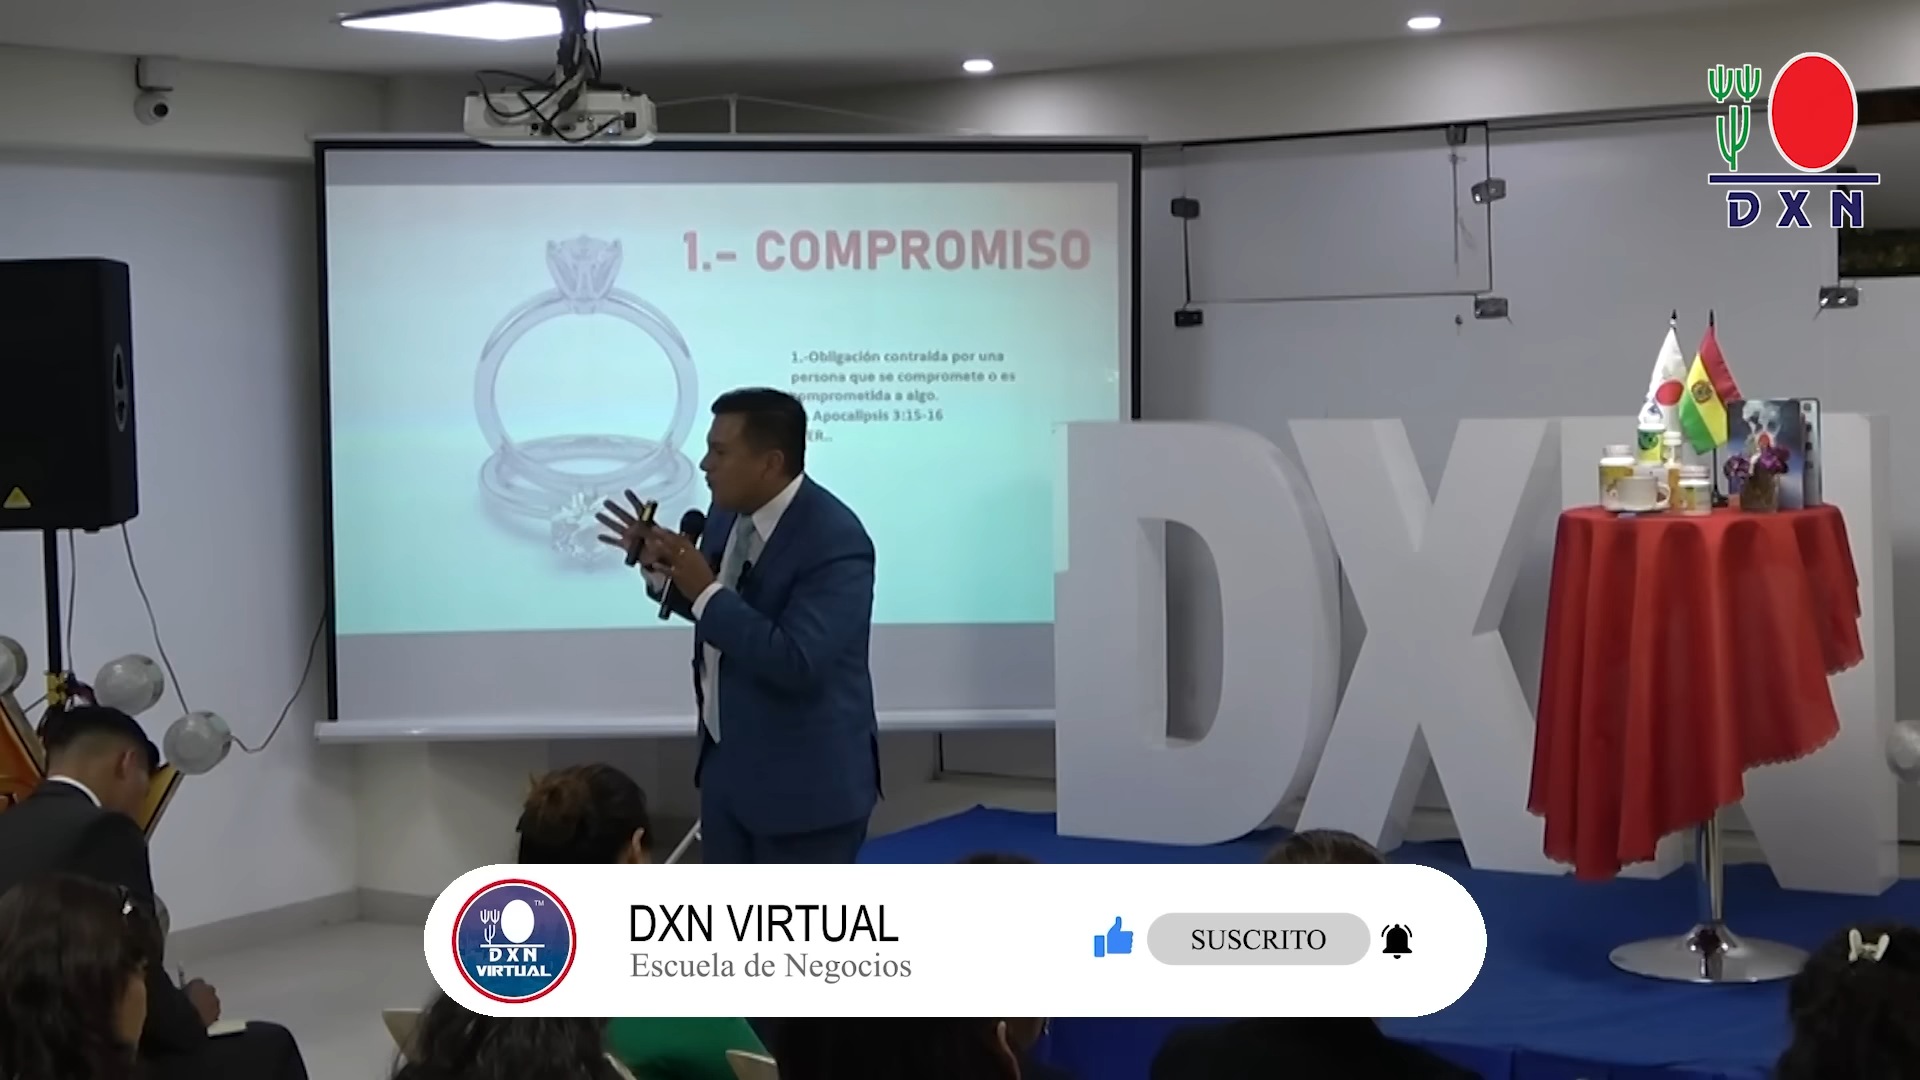 DXN
1.- COMPROMISO
1.-Obligación contraída por una
persona que se compromete o es
comprometida a algo.
Apocalipsis 3:15-16
DXN
DXN
VIRTUAL
TM
DXN VIRTUAL
Escuela de Negocios
SUSCRITO